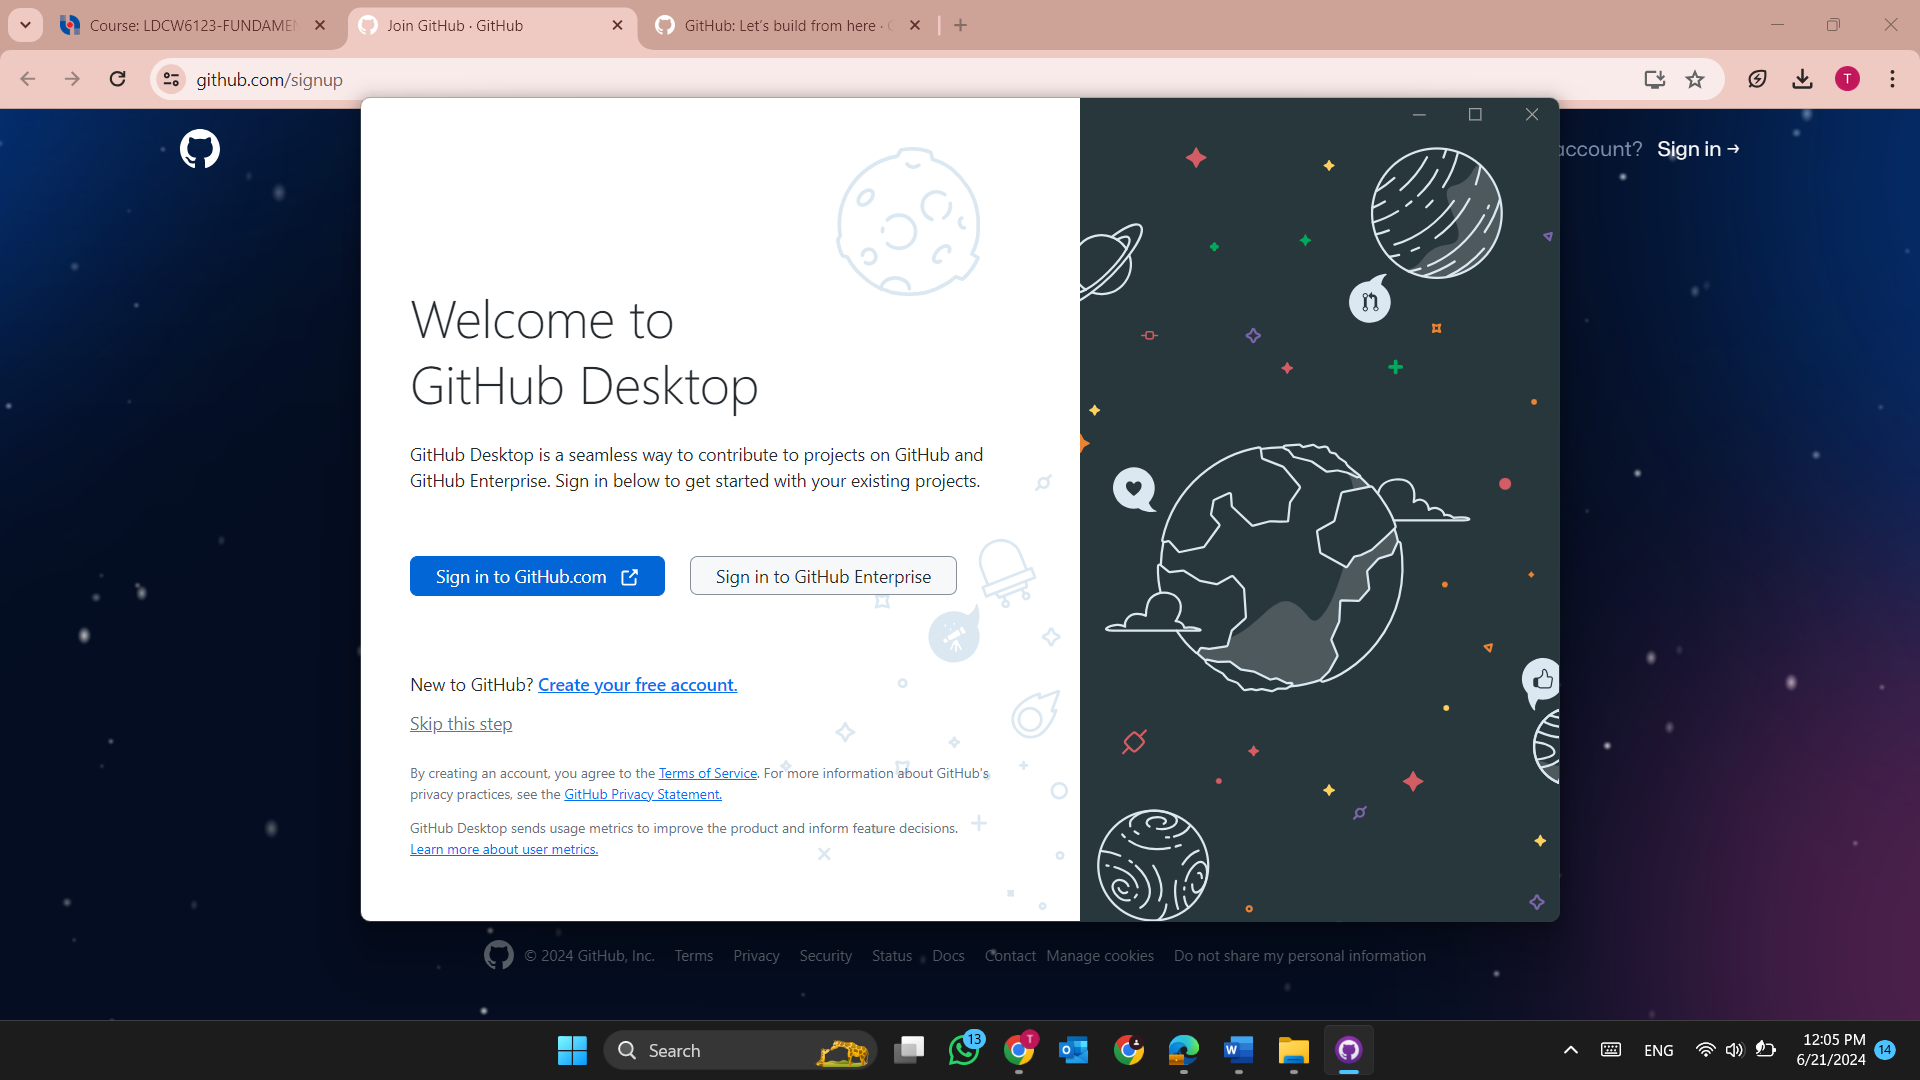 Course: LDCW6123-FUNDAMEN
Join GitHub · GitHub
GitHub: Let's build from here ·
github.com/signup
T
account? Sign in →
Welcome to
GitHub Desktop
GitHub Desktop is a seamless way to contribute to projects on GitHub and
GitHub Enterprise. Sign in below to get started with your existing projects.
Sign in to GitHub.com
Sign in to GitHub Enterprise
New to GitHub? Create your free account.
Skip this step
By creating an account, you agree to the Terms of Service. For more information about GitHub's
privacy practices, see the GitHub Privacy Statement.
GitHub Desktop sends usage metrics to improve the product and inform feature decisions.
Learn more about user metrics.
© 2024 GitHub, Inc. Terms Privacy Security Status Docs Contact Manage cookies Do not share my personal information
Search
13
T
ENG
12:05 PM
6/21/2024
14